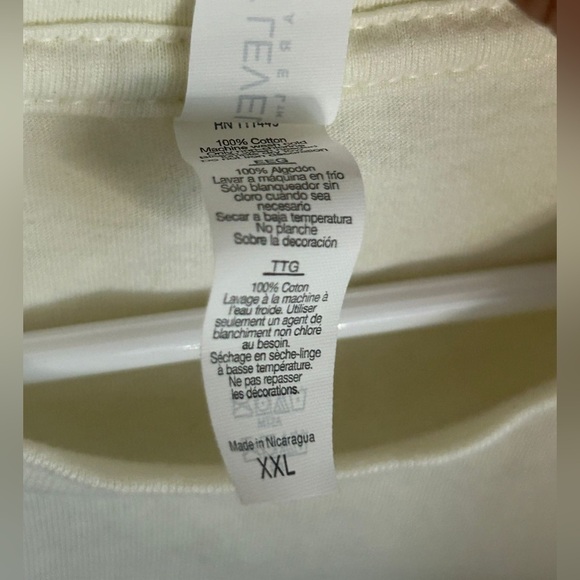 LEVEL
100% Cotton
EEG
100% Algodón
Lavar a máquina en frío
Sólo blanqueador sin
cloro cuando sea
necesario
Secar a baja temperatura
No planche
Sobre la decoración
TTG
100% Coton
Lavage à la machine à
l'eau froide. Utiliser
seulement un agent de
blanchiment non chloré
au besoin.
Séchage en sèche-linge
à basse température.
Ne pas repasser
les décorations.
Made in Nicaragua
XXL